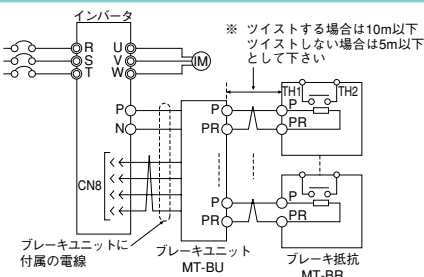 インバータ
※ ツイストする場合は10m以下
ツイストしない場合は5m以下
として下さい
R
S
T
U
V
W
IM
TH1
TH2
P
N
P
PR
P
PR
CN8
P
PR
P
PR
ブレーキユニットに
付属の電線
ブレーキユニット
MT-BU
ブレーキ抵抗
MT-BR